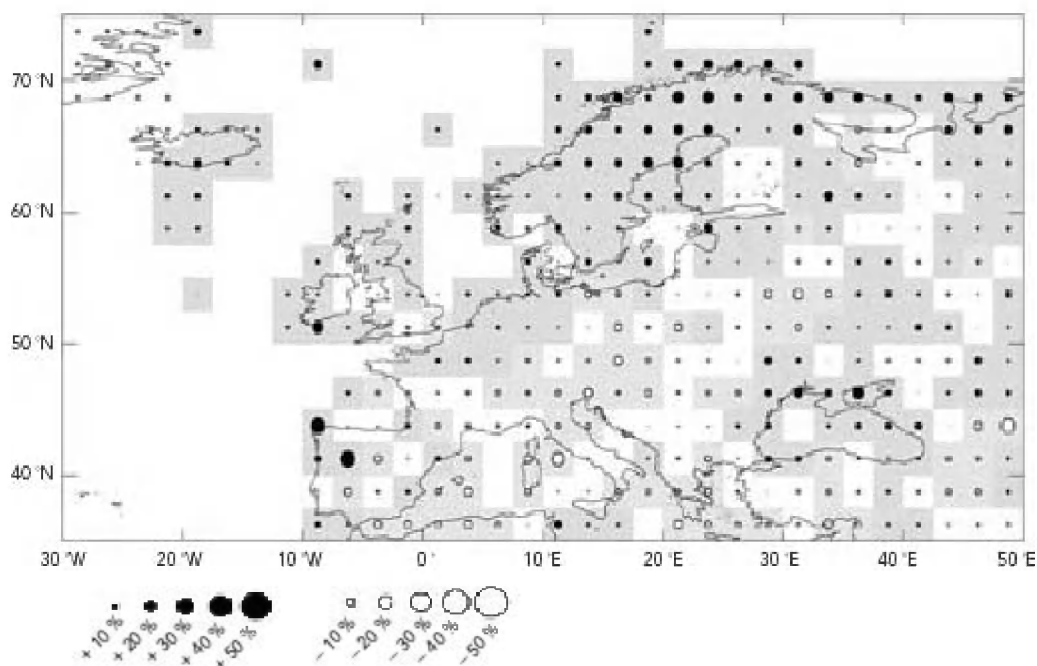 70 °N
60 °N
50 °N
40 °N
30 °W 20 °W 10 °W 0 ° 10 °E 20 °E 30 °E 40 °E 50 °E
+ 10 % + 20 % + 30 % + 40 % + 50 % – 10 % – 20 % – 30 % – 40 % – 50 %